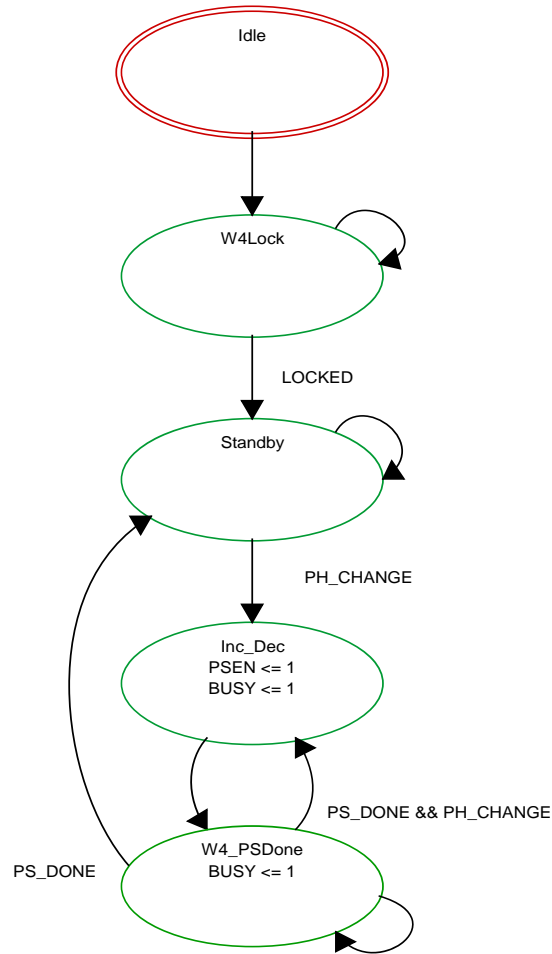 Idle
W4Lock
LOCKED
Standby
PH_CHANGE
Inc_Dec
PSEN <= 1
BUSY <= 1
PS_DONE && PH_CHANGE
W4_PSDone
BUSY <= 1
PS_DONE